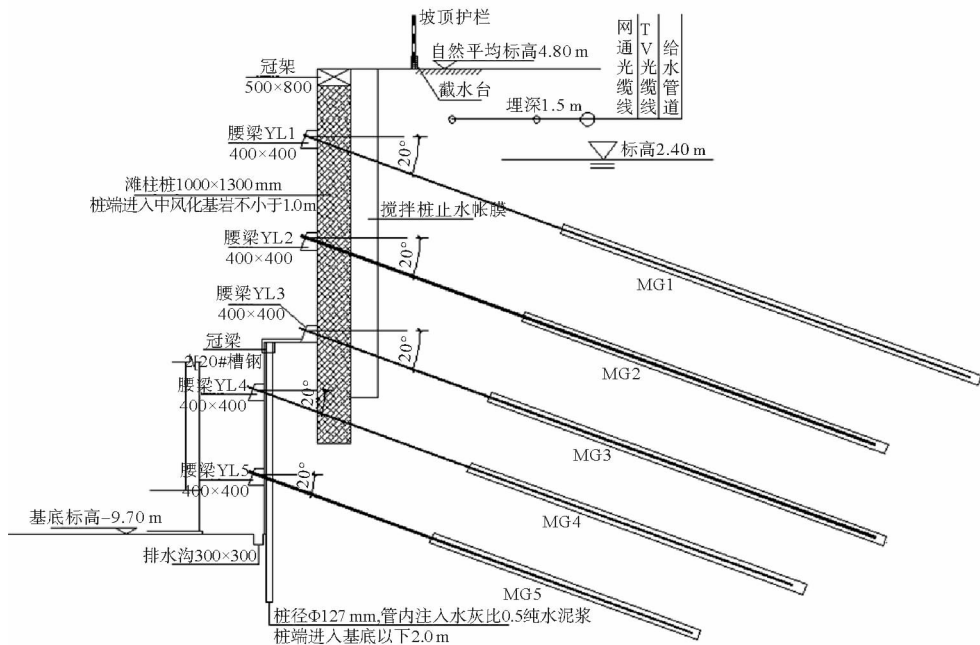 坡顶护栏
自然平均标高4.80 m
截水台
网通光缆线
TV光缆线
给水管道
埋深1.5 m
标高2.40 m
冠架
500×800
腰梁YL1
400×400
20°
滩柱桩1000×1300 mm
桩端进入中风化基岩不小于1.0m
搅拌桩止水帐膜
腰梁YL2
400×400
20°
MG1
腰梁YL3
400×400
20°
MG2
冠梁
20#槽钢
腰梁YL4
400×400
20°
MG3
腰梁YL5
400×400
20°
MG4
基底标高-9.70 m
排水沟300×300
MG5
桩径Φ127 mm,管内注入水灰比0.5纯水泥浆
桩端进入基底以下2.0 m